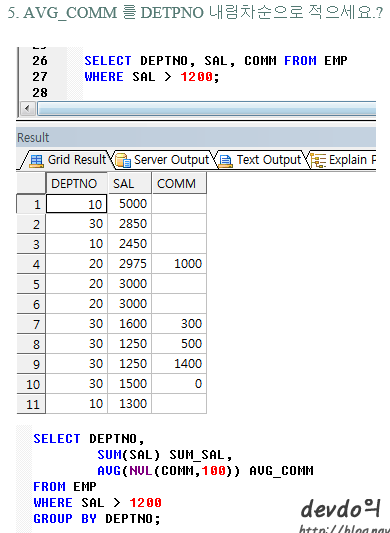 5. AVG_COMM 를 DETPNO 내림차순으로 적으세요.?
26 SELECT DEPTNO, SAL, COMM FROM EMP
27 WHERE SAL > 1200;
28
Result
Grid Result Server Output Text Output Explain P
DEPTNO SAL COMM
1 10 5000
2 30 2850
3 10 2450
4 20 2975 1000
5 20 3000
6 20 3000
7 30 1600 300
8 30 1250 500
9 30 1250 1400
10 30 1500 0
11 10 1300
SELECT DEPTNO,
SUM(SAL) SUM_SAL,
AVG(NVL(COMM,100)) AVG_COMM
FROM EMP
WHERE SAL > 1200
GROUP BY DEPTNO;
devdo의